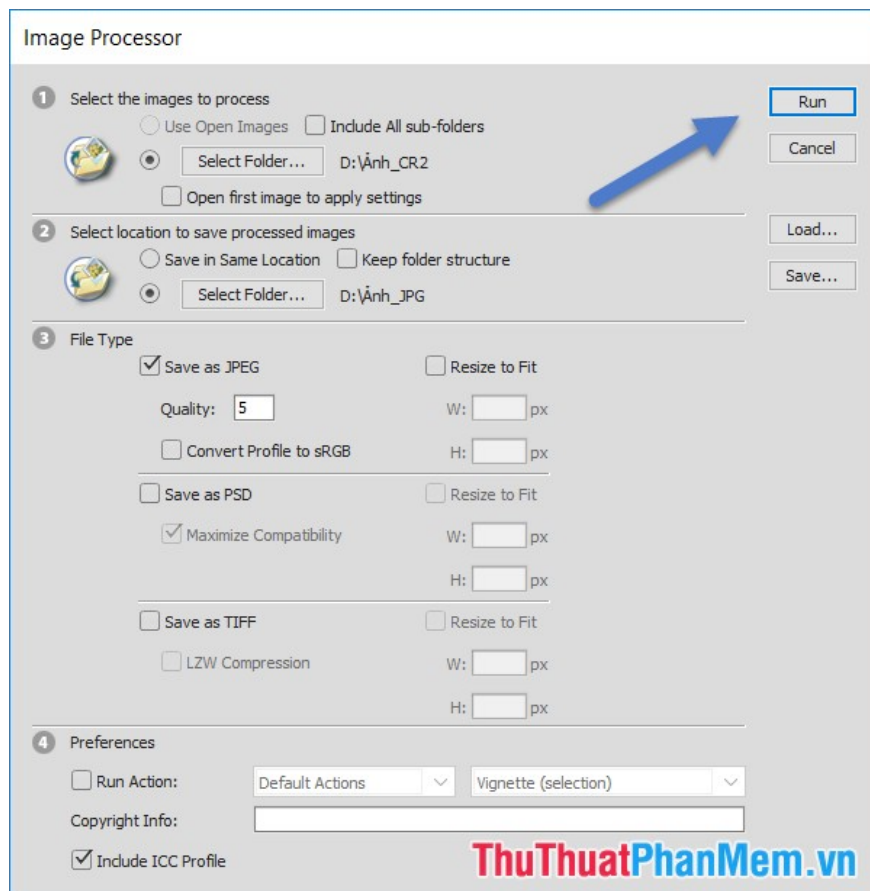 Image Processor
1 Select the images to process
Run
Use Open Images Include All sub-folders
Select Folder... D:\Ảnh_CR2
Cancel
Open first image to apply settings
2 Select location to save processed images
Load...
Save in Same Location Keep folder structure
Select Folder... D:\Ảnh_JPG
Save...
3 File Type
Save as JPEG Resize to Fit
Quality: 5 W: px
Convert Profile to sRGB H: px
Save as PSD Resize to Fit
Maximize Compatibility W: px
H: px
Save as TIFF Resize to Fit
LZW Compression W: px
H: px
4 Preferences
Run Action: Default Actions Vignette (selection)
Copyright Info:
Include ICC Profile
ThuThuatPhanMem.vn